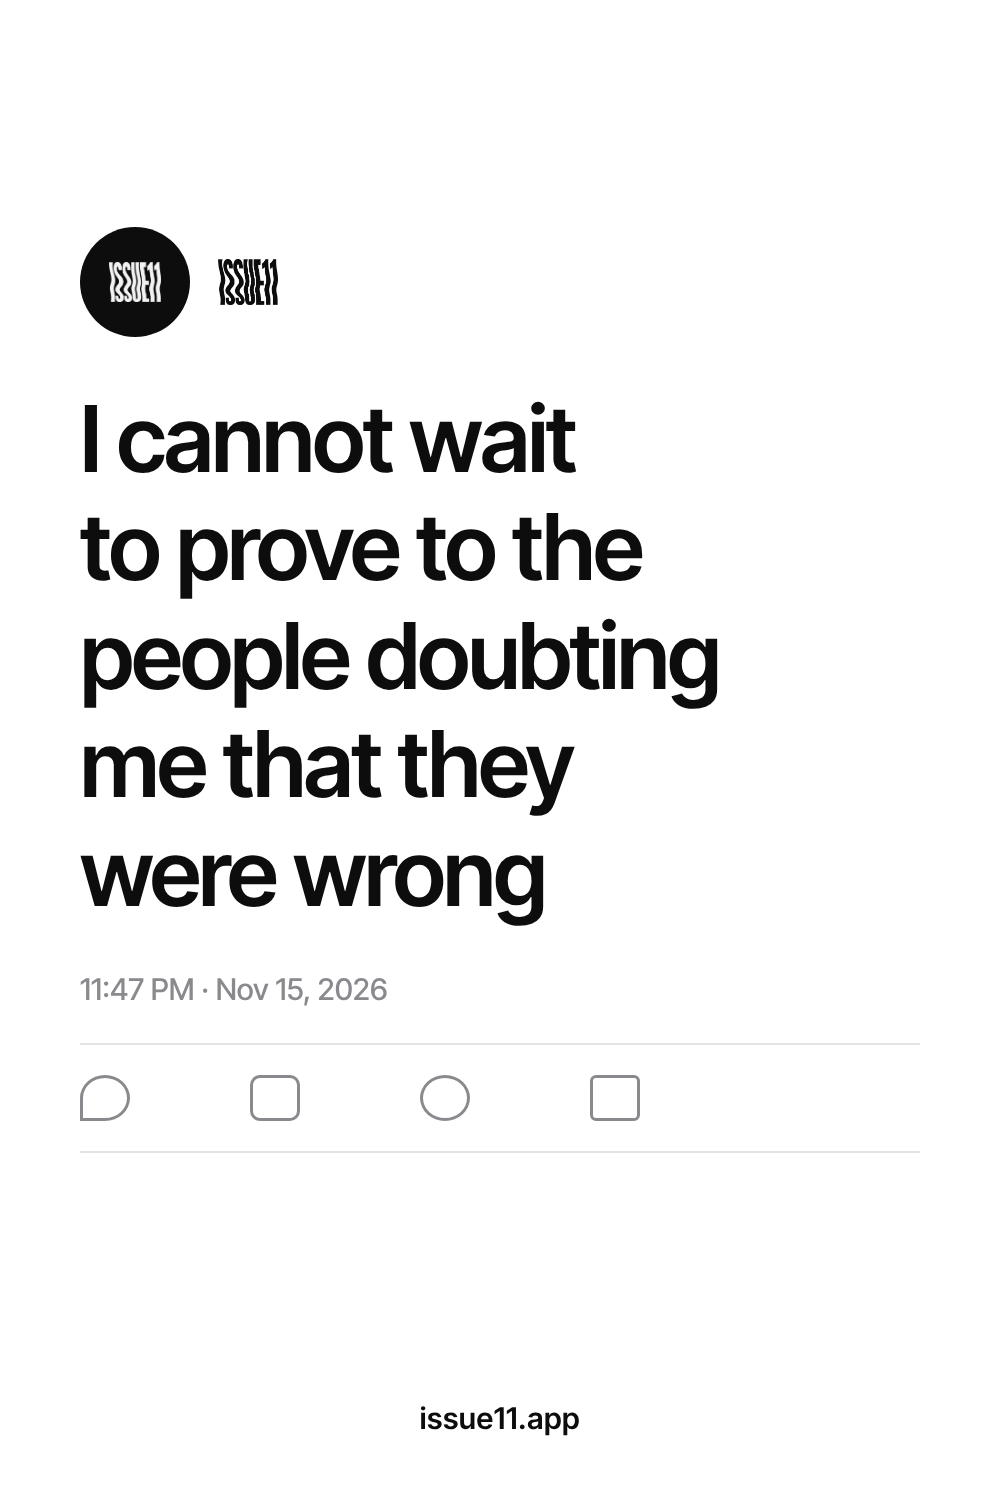 ISSUE11
ISSUE11
I cannot wait
to prove to the
people doubting
me that they
were wrong
11:47 PM · Nov 15, 2026
issue11.app